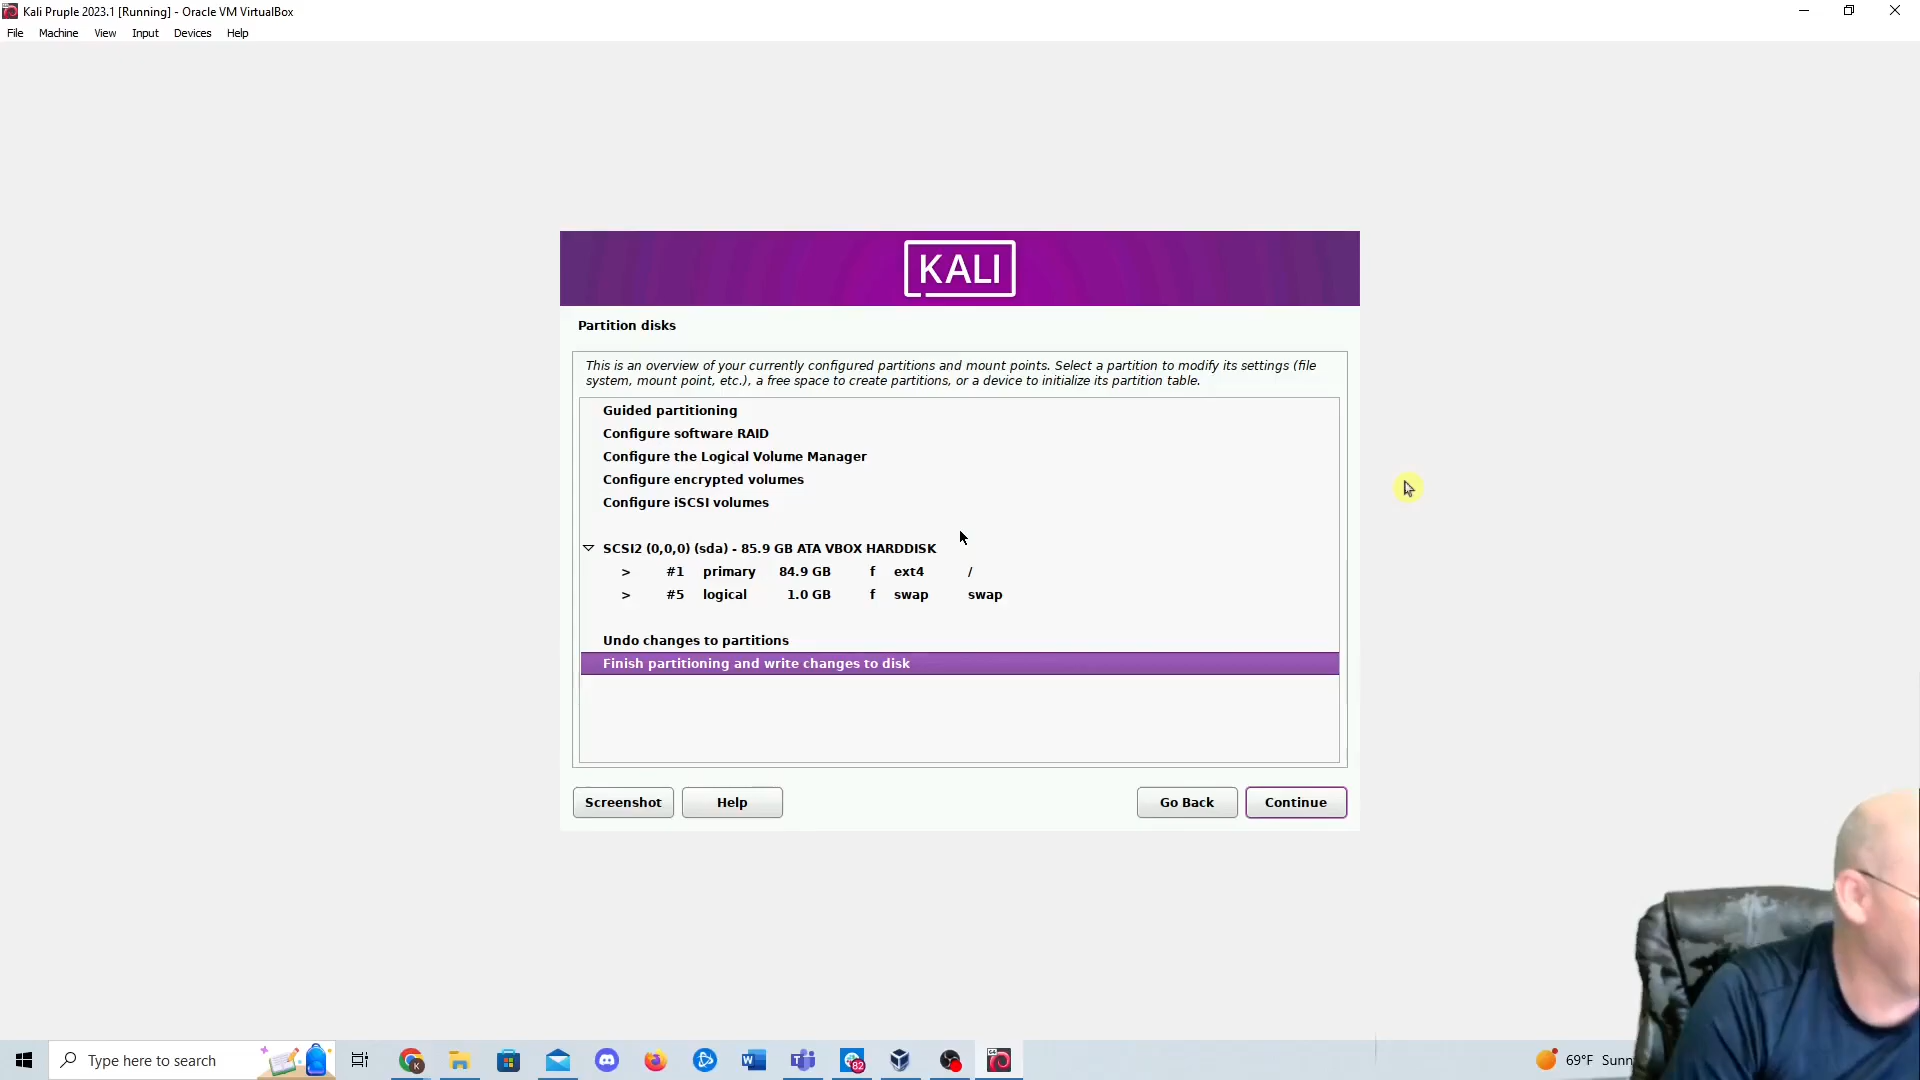 Kali Pruple 2023.1 [Running] - Oracle VM VirtualBox
File Machine View Input Devices Help
KALI
Partition disks
This is an overview of your currently configured partitions and mount points. Select a partition to modify its settings (file
system, mount point, etc.), a free space to create partitions, or a device to initialize its partition table.
Guided partitioning
Configure software RAID
Configure the Logical Volume Manager
Configure encrypted volumes
Configure iSCSI volumes
SCSI2 (0,0,0) (sda) - 85.9 GB ATA VBOX HARDDISK
> #1 primary 84.9 GB f ext4 /
> #5 logical 1.0 GB f swap swap
Undo changes to partitions
Finish partitioning and write changes to disk
Screenshot Help Go Back Continue
Type here to search
K
W
T
82
69°F Sunn